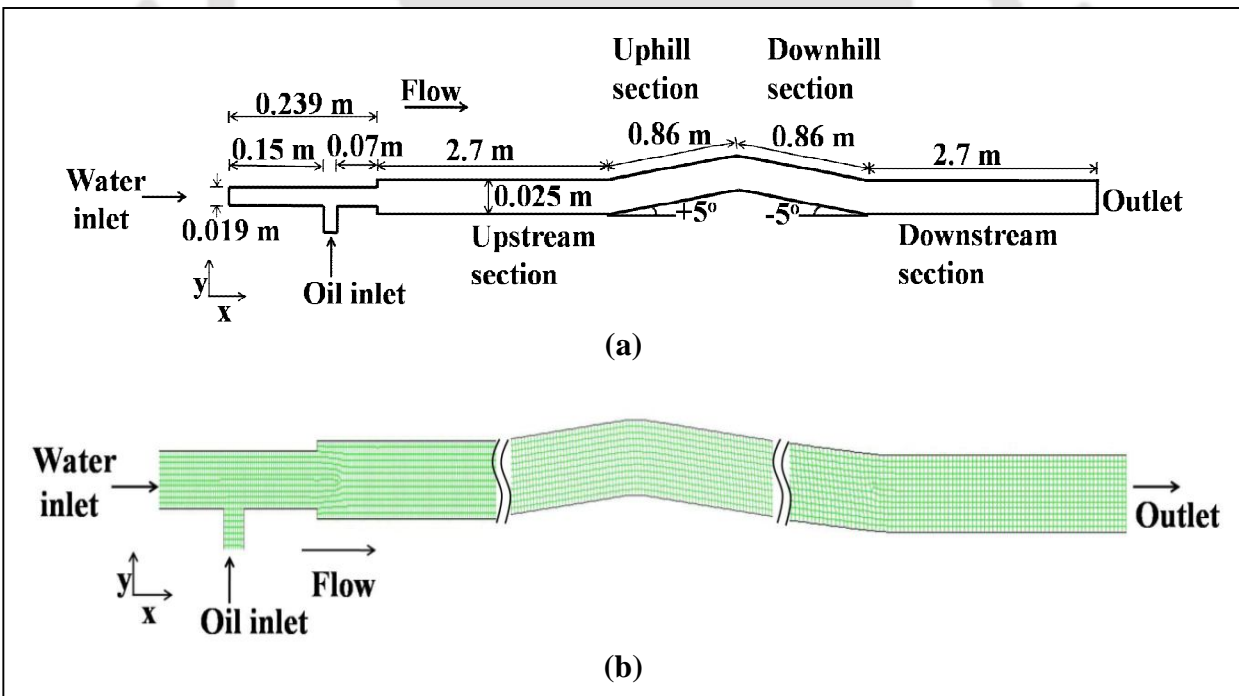 Uphill section
Downhill section
Flow
0.239 m
0.15 m
0.07m
2.7 m
0.86 m
0.86 m
2.7 m
Water inlet
0.019 m
0.025 m
+5º
-5º
Outlet
Upstream section
Downstream section
Oil inlet
y
x
(a)
Water inlet
Outlet
y
x
Flow
Oil inlet
(b)